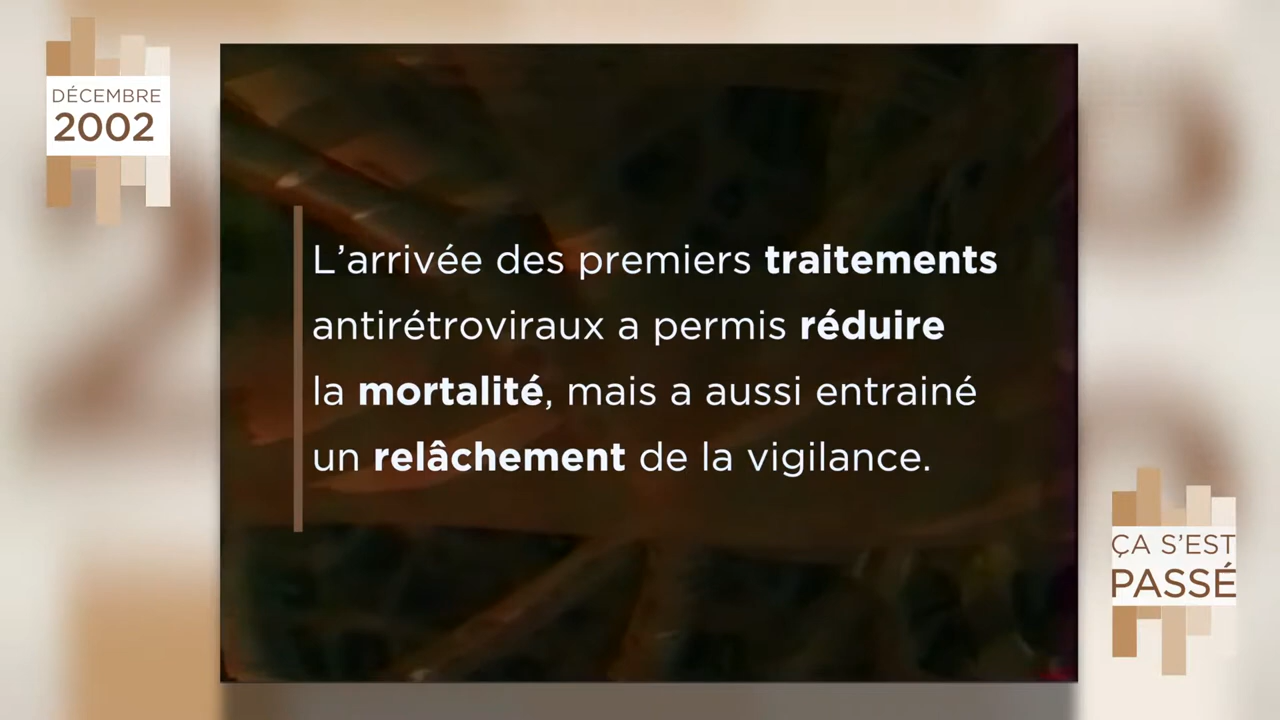 DÉCEMBRE
2002
L'arrivée des premiers traitements
antirétroviraux a permis réduire
la mortalité, mais a aussi entrainé
un relâchement de la vigilance.
ÇA S'EST
PASSÉ